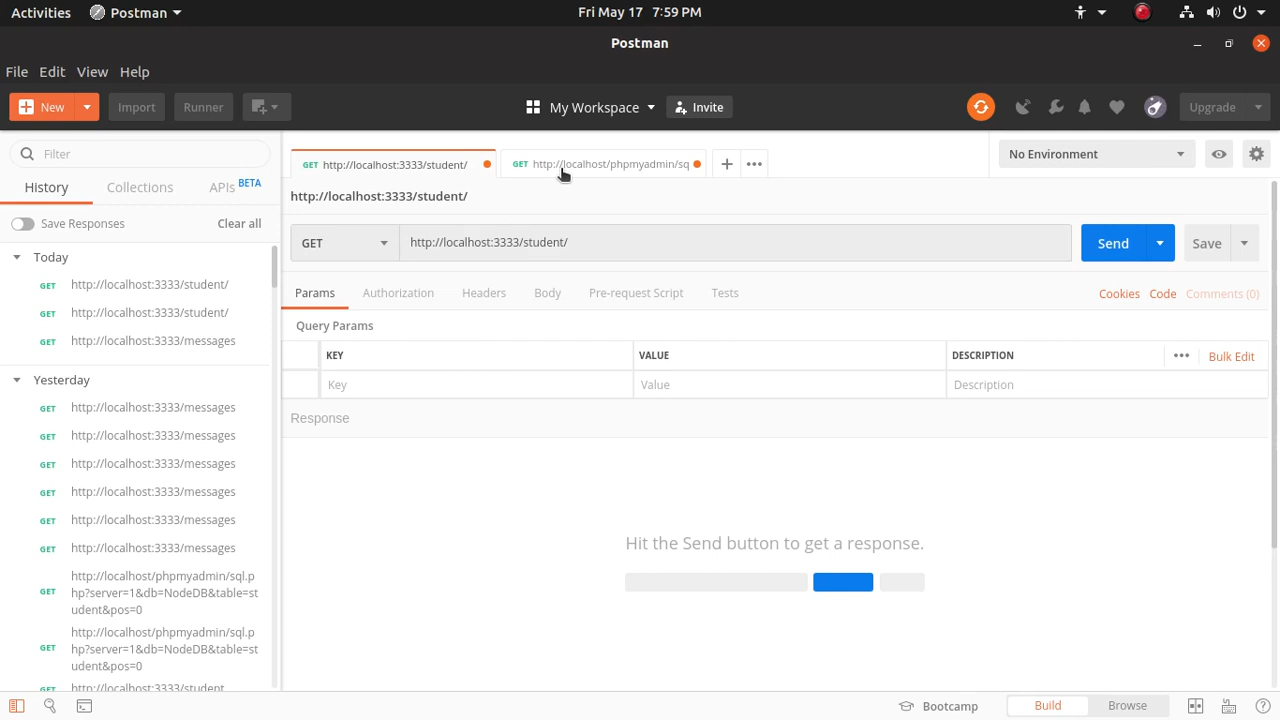 Activities Postman Fri May 17 7:59 PM
Postman
File Edit View Help
New Import Runner My Workspace Invite Upgrade
Filter
History Collections APIs BETA
Save Responses Clear all
Today
GET http://localhost:3333/student/
GET http://localhost:3333/student/
GET http://localhost:3333/messages
Yesterday
GET http://localhost:3333/messages
GET http://localhost:3333/messages
GET http://localhost:3333/messages
GET http://localhost:3333/messages
GET http://localhost:3333/messages
GET http://localhost:3333/messages
http://localhost/phpmyadmin/sql.p
GET hp?server=1&db=NodeDB&table=st
udent&pos=0
http://localhost/phpmyadmin/sql.p
GET hp?server=1&db=NodeDB&table=st
udent&pos=0
GET http://localhost:3333/student
GET http://localhost:3333/student/ GET http://localhost/phpmyadmin/sq No Environment
http://localhost:3333/student/
GET http://localhost:3333/student/ Send Save
Params Authorization Headers Body Pre-request Script Tests Cookies Code Comments (0)
Query Params
KEY VALUE DESCRIPTION Bulk Edit
Key Value Description
Response
Hit the Send button to get a response.
Bootcamp Build Browse